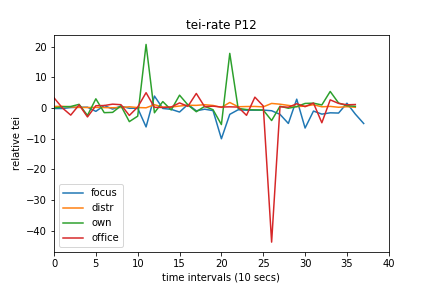 tei-rate P12
20
10
0
−10
−20
−30
−40
relative tei
focus
distr
own
office
0 5 10 15 20 25 30 35 40
time intervals (10 secs)